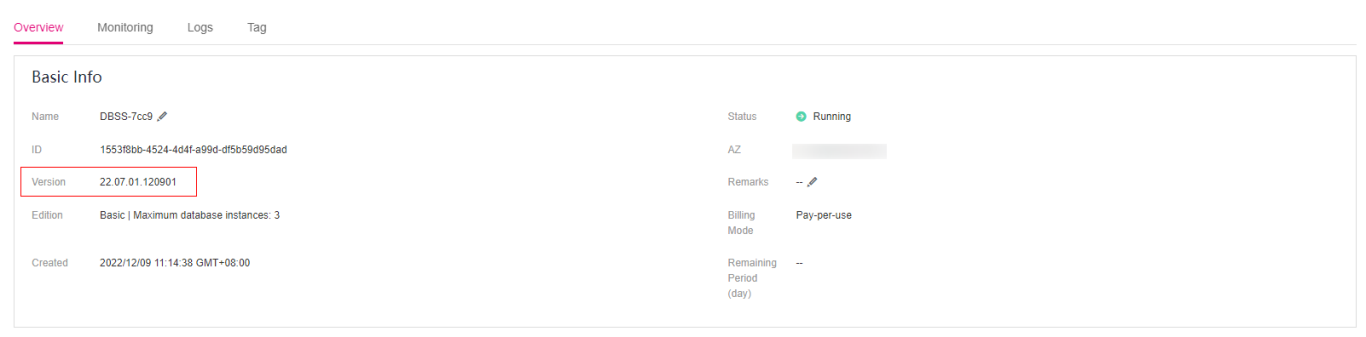 Overview Monitoring Logs Tag
Basic Info
Name DBSS-7cc9 Status Running
ID 1553f8bb-4524-4d4f-a99d-df5b59d95dad AZ
Version 22.07.01.120901 Remarks --
Edition Basic | Maximum database instances: 3 Billing Pay-per-use
Mode
Created 2022/12/09 11:14:38 GMT+08:00 Remaining --
Period
(day)